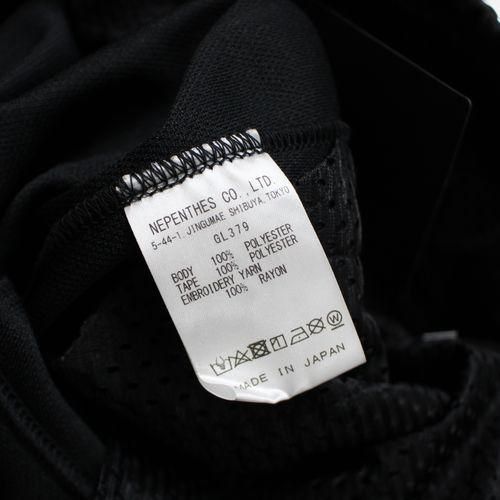 NEPENTHES CO.,LTD.
5-44-1, JINGUMAE SHIBUYA, TOKYO
GL379
BODY 100% POLYESTER
TAPE 100% POLYESTER
EMBROIDERY YARN
100% RAYON
W
MADE IN JAPAN